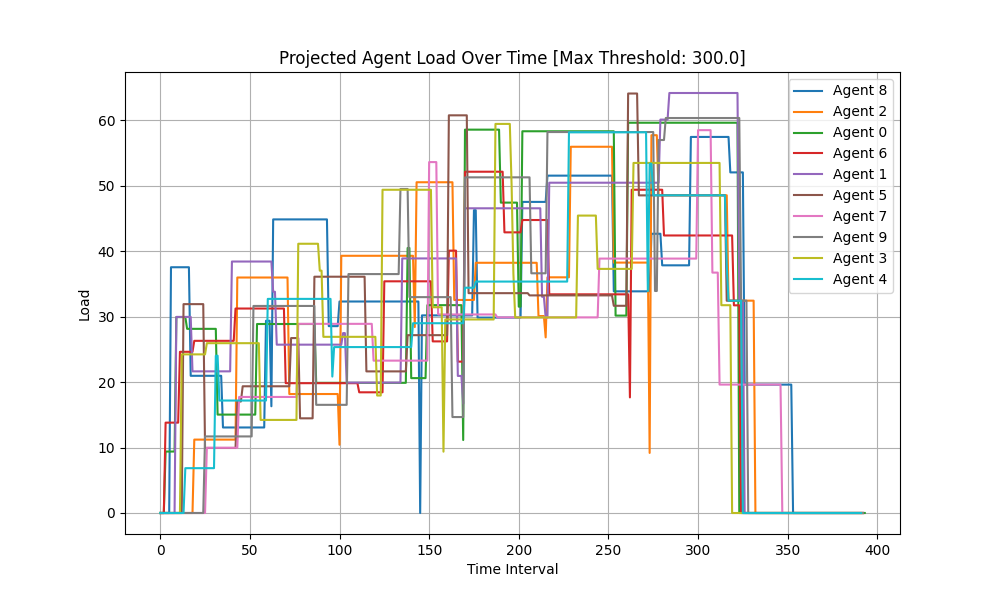 Projected Agent Load Over Time [Max Threshold: 300.0]
Load
60
50
40
30
20
10
0
Agent 8
Agent 2
Agent 0
Agent 6
Agent 1
Agent 5
Agent 7
Agent 9
Agent 3
Agent 4
0 50 100 150 200 250 300 350 400
Time Interval